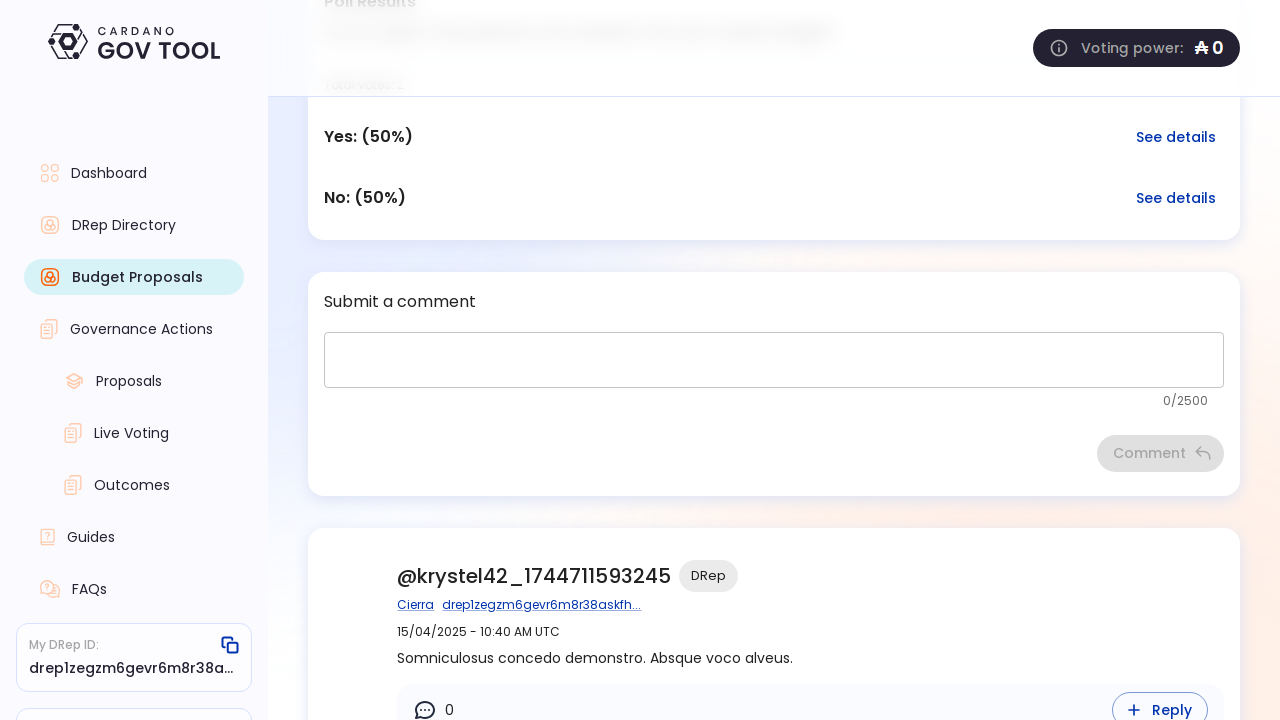 CARDANO
GOV TOOL
Voting power: ₳ 0
Poll Results
Total votes: 2
Dashboard
DRep Directory
Budget Proposals
Governance Actions
Proposals
Live Voting
Outcomes
Guides
FAQs
My DRep ID:
drep1zegzm6gevr6m8r38a...
Yes: (50%)
See details
No: (50%)
See details
Submit a comment
0/2500
Comment
@krystel42_1744711593245
DRep
Cierra drep1zegzm6gevr6m8r38askfh...
15/04/2025 - 10:40 AM UTC
Somniculosus concedo demonstro. Absque voco alveus.
0
Reply